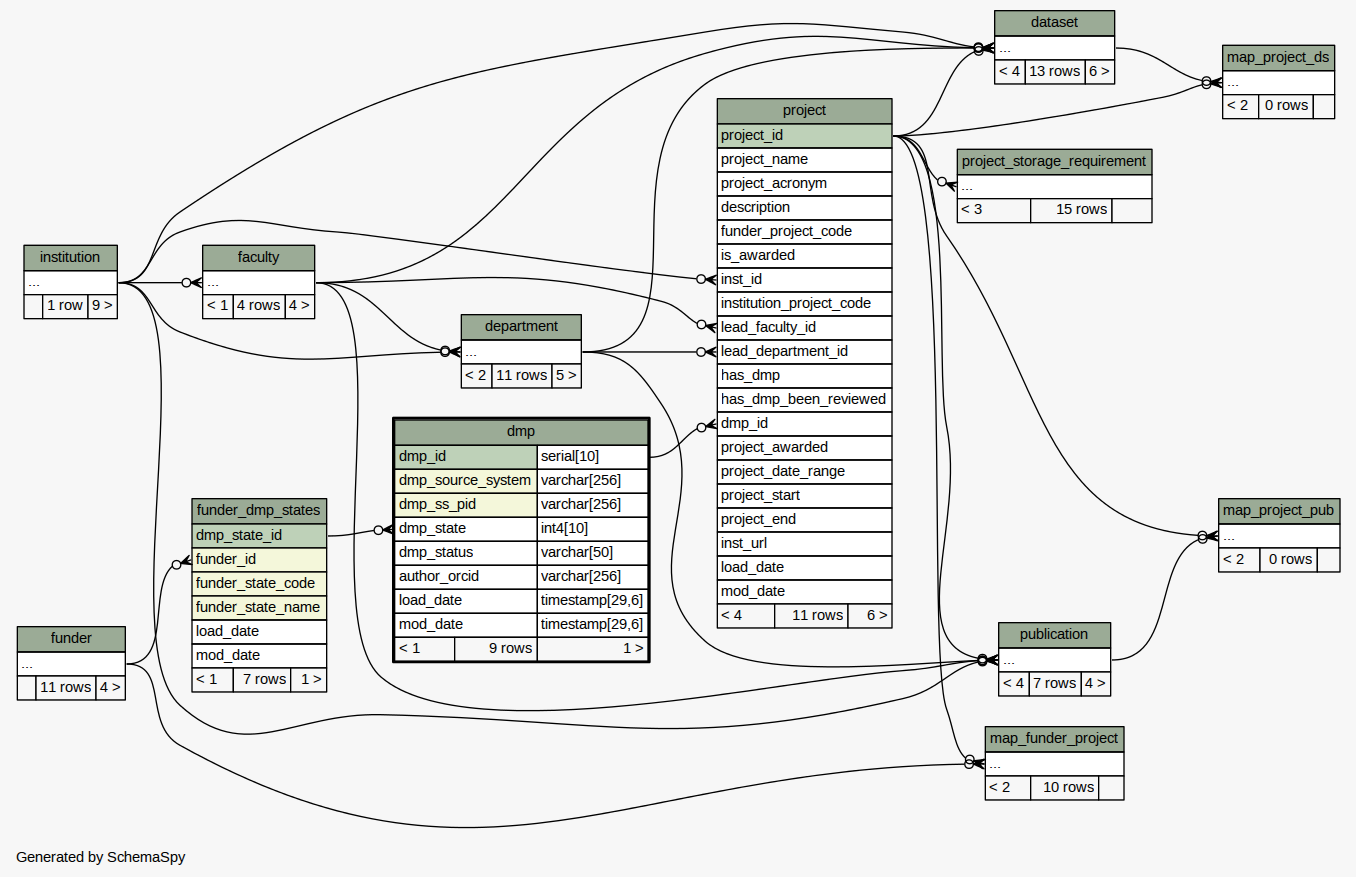 dataset
...
< 4 13 rows 6 >
map_project_ds
...
< 2 0 rows
project
project_id
project_name
project_acronym
description
funder_project_code
is_awarded
inst_id
institution_project_code
lead_faculty_id
lead_department_id
has_dmp
has_dmp_been_reviewed
dmp_id
project_awarded
project_date_range
project_start
project_end
inst_url
load_date
mod_date
< 4 11 rows 6 >
project_storage_requirement
...
< 3 15 rows
institution
...
1 row 9 >
faculty
...
< 1 4 rows 4 >
department
...
< 2 11 rows 5 >
dmp
dmp_id serial[10]
dmp_source_system varchar[256]
dmp_ss_pid varchar[256]
dmp_state int4[10]
dmp_status varchar[50]
author_orcid varchar[256]
load_date timestamp[29,6]
mod_date timestamp[29,6]
< 1 9 rows 1 >
funder_dmp_states
dmp_state_id
funder_id
funder_state_code
funder_state_name
load_date
mod_date
< 1 7 rows 1 >
funder
...
11 rows 4 >
map_project_pub
...
< 2 0 rows
publication
...
< 4 7 rows 4 >
map_funder_project
...
< 2 10 rows
Generated by SchemaSpy